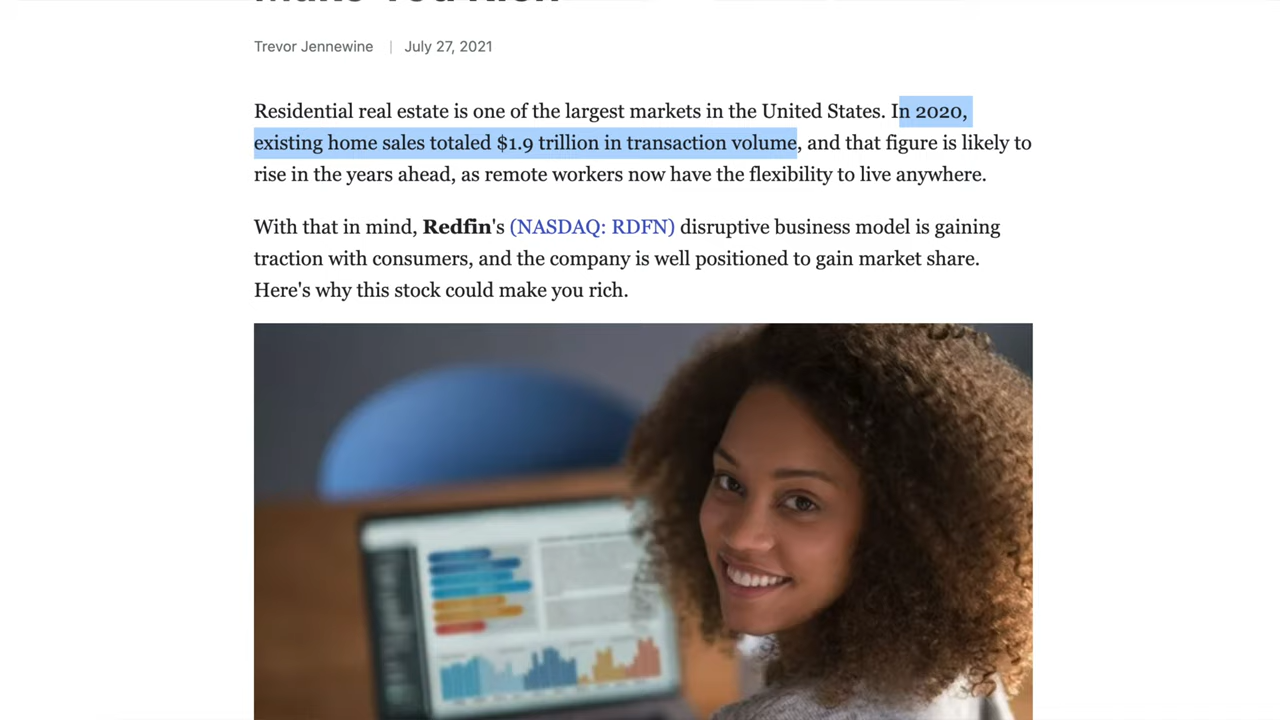 Make You Rich
Trevor Jennewine | July 27, 2021
Residential real estate is one of the largest markets in the United States. In 2020,
existing home sales totaled $1.9 trillion in transaction volume, and that figure is likely to
rise in the years ahead, as remote workers now have the flexibility to live anywhere.
With that in mind, Redfin's (NASDAQ: RDFN) disruptive business model is gaining
traction with consumers, and the company is well positioned to gain market share.
Here's why this stock could make you rich.